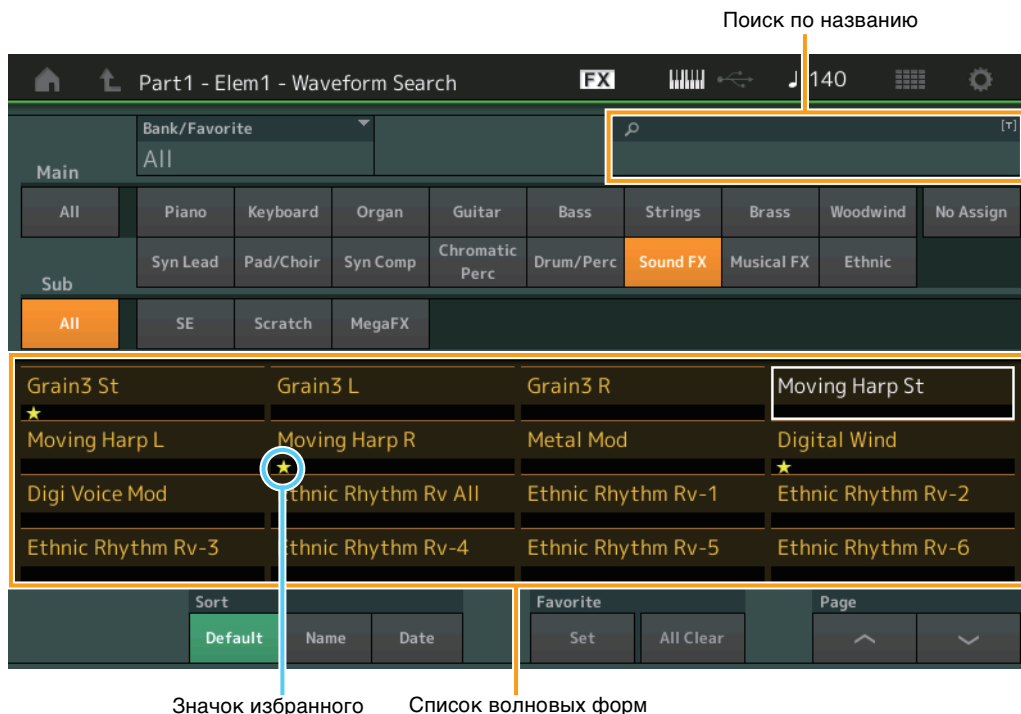 Поиск по названию
Part1 - Elem1 - Waveform Search FX ♩ 140
Bank/Favorite [T]
All
Main
All Piano Keyboard Organ Guitar Bass Strings Brass Woodwind No Assign
Syn Lead Pad/Choir Syn Comp Chromatic Perc Drum/Perc Sound FX Musical FX Ethnic
Sub
All SE Scratch MegaFX
Grain3 St Grain3 L Grain3 R Moving Harp St
Moving Harp L Moving Harp R Metal Mod Digital Wind
Digi Voice Mod Ethnic Rhythm Rv All Ethnic Rhythm Rv-1 Ethnic Rhythm Rv-2
Ethnic Rhythm Rv-3 Ethnic Rhythm Rv-4 Ethnic Rhythm Rv-5 Ethnic Rhythm Rv-6
Sort Favorite Page
Default Name Date Set All Clear
Значок избранного Список волновых форм